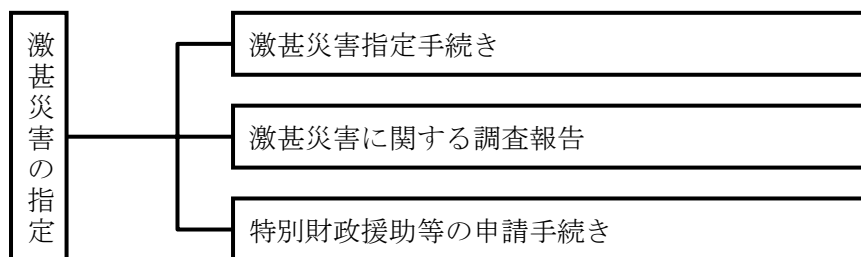 激甚災害の指定
激甚災害指定手続き
激甚災害に関する調査報告
特別財政援助等の申請手続き